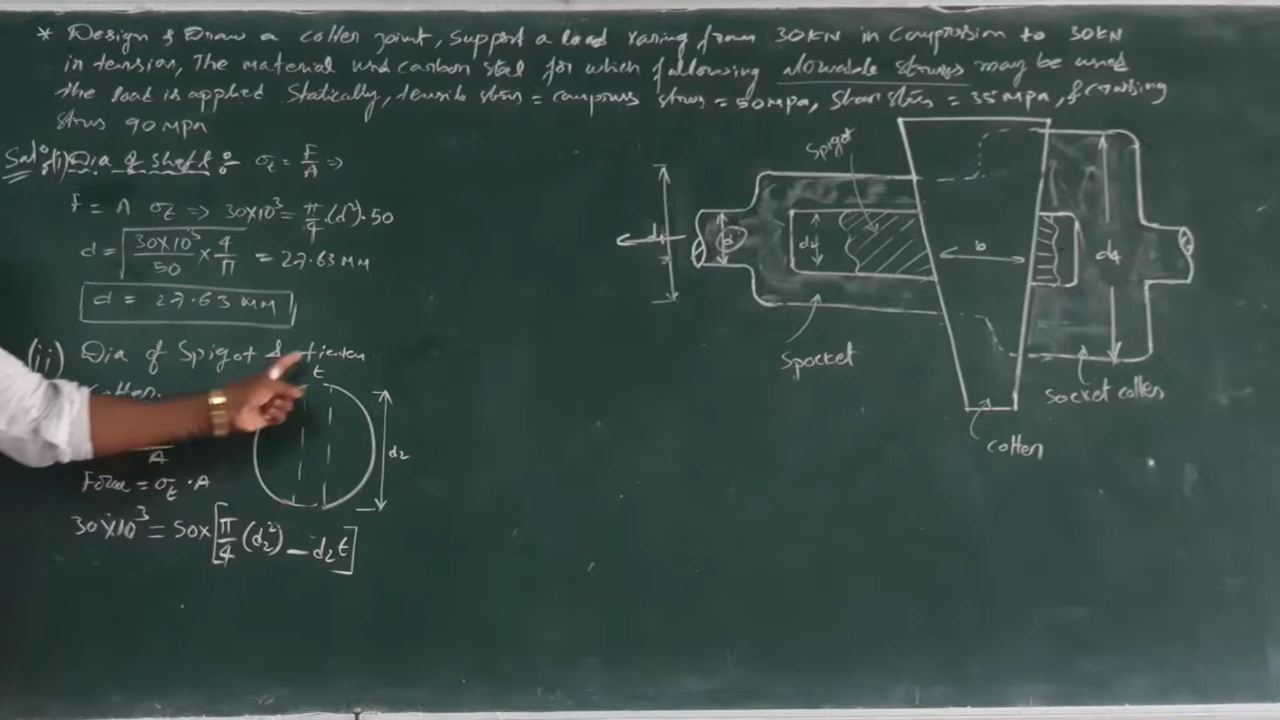 * Design & Draw a cotter joint, support a load varing from 30KN in compression to 30KN
in tension, The material used carbon steel for which following allowable stresses may be used
the load is applied Statically, tensile stress = compress stress = 50MPa, Shear stress = 35MPa, & crushing
stress 90MPa
Sol: (i) Dia of shaft : σt = F/A ⇒
F = A σt ⇒ 30×10³ = π/4 (d²)·50
d = √(30×10³/50 × 4/π) = 27.63 MM
d = 27.63 MM
(ii) Dia of Spigot &
cotter.
t
A
d2
Force = σt · A
30×10³ = 50×[π/4 (d2²) - d2t]
Spigot
d1
d
d2
b
d4
Spocket
Socket collen
Cotten